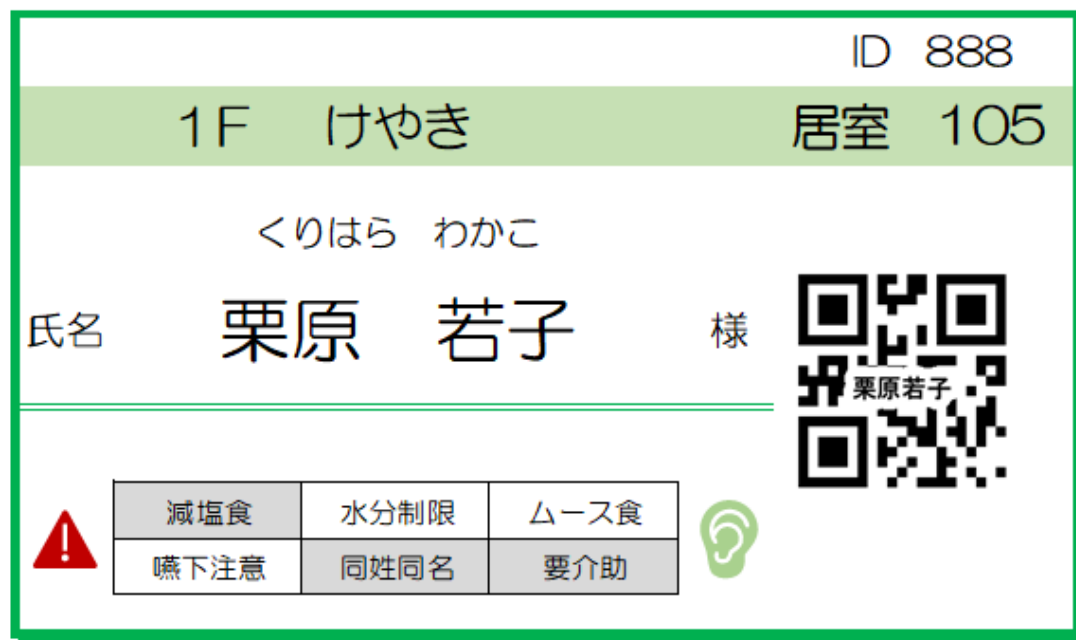 ID 888
1F けやき 居室 105
くりはら わかこ
氏名 栗原 若子 様
栗原若子
減塩食 水分制限 ムース食
嚥下注意 同姓同名 要介助